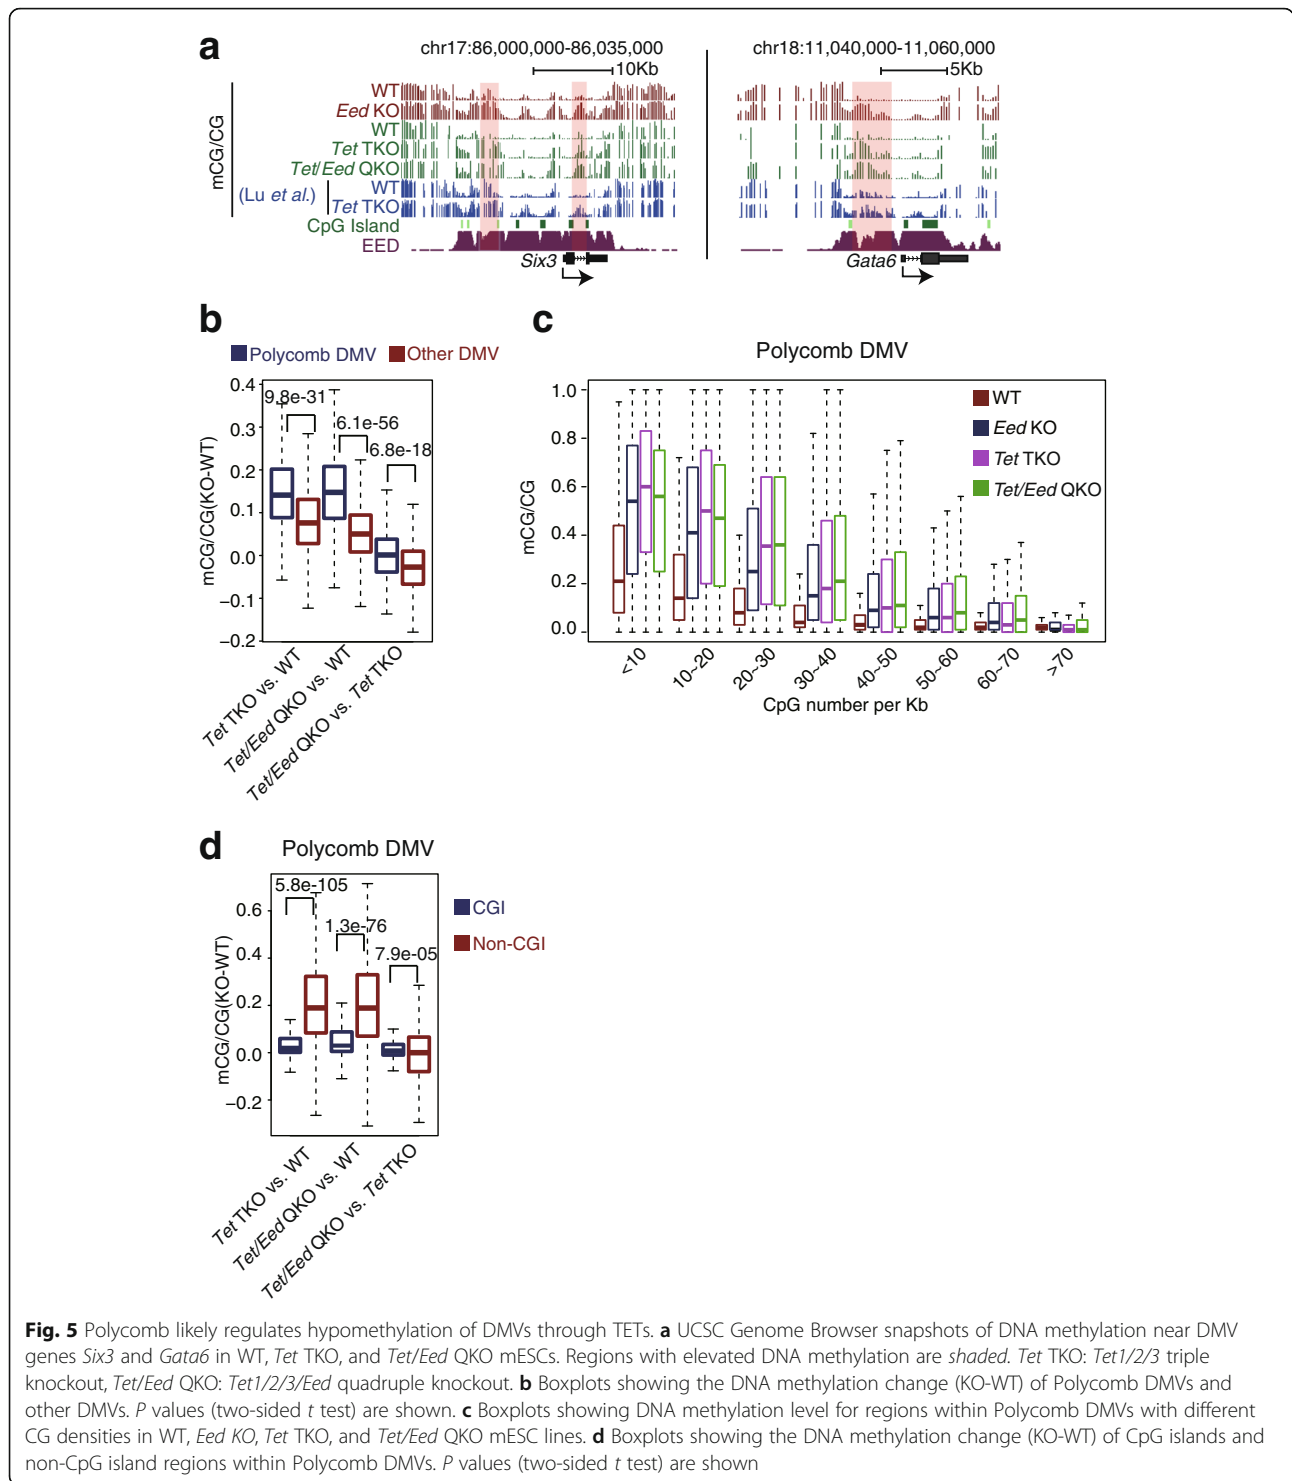 a
chr17:86,000,000-86,035,000
chr18:11,040,000-11,060,000
10Kb
5Kb
mCG/CG
WT
Eed KO
WT
Tet TKO
Tet/Eed QKO
(Lu et al.)
WT
Tet TKO
CpG Island
EED
Six3
Gata6
b
Polycomb DMV
Other DMV
mCG/CG(KO-WT)
0.4
0.3
0.2
0.1
0.0
−0.1
−0.2
9.8e-31
6.1e-56
6.8e-18
Tet TKO vs. WT
Tet/Eed QKO vs. WT
Tet/Eed QKO vs. Tet TKO
c
Polycomb DMV
mCG/CG
1.0
0.8
0.6
0.4
0.2
0.0
WT
Eed KO
Tet TKO
Tet/Eed QKO
<10
10~20
20~30
30~40
40~50
50~60
60~70
>70
CpG number per Kb
d
Polycomb DMV
mCG/CG(KO-WT)
0.6
0.4
0.2
0.0
−0.2
5.8e-105
1.3e-76
7.9e-05
CGI
Non-CGI
Tet TKO vs. WT
Tet/Eed QKO vs. WT
Tet/Eed QKO vs. Tet TKO
Fig. 5 Polycomb likely regulates hypomethylation of DMVs through TETs. a UCSC Genome Browser snapshots of DNA methylation near DMV
genes Six3 and Gata6 in WT, Tet TKO, and Tet/Eed QKO mESCs. Regions with elevated DNA methylation are shaded. Tet TKO: Tet1/2/3 triple
knockout, Tet/Eed QKO: Tet1/2/3/Eed quadruple knockout. b Boxplots showing the DNA methylation change (KO-WT) of Polycomb DMVs and
other DMVs. P values (two-sided t test) are shown. c Boxplots showing DNA methylation level for regions within Polycomb DMVs with different
CG densities in WT, Eed KO, Tet TKO, and Tet/Eed QKO mESC lines. d Boxplots showing the DNA methylation change (KO-WT) of CpG islands and
non-CpG island regions within Polycomb DMVs. P values (two-sided t test) are shown